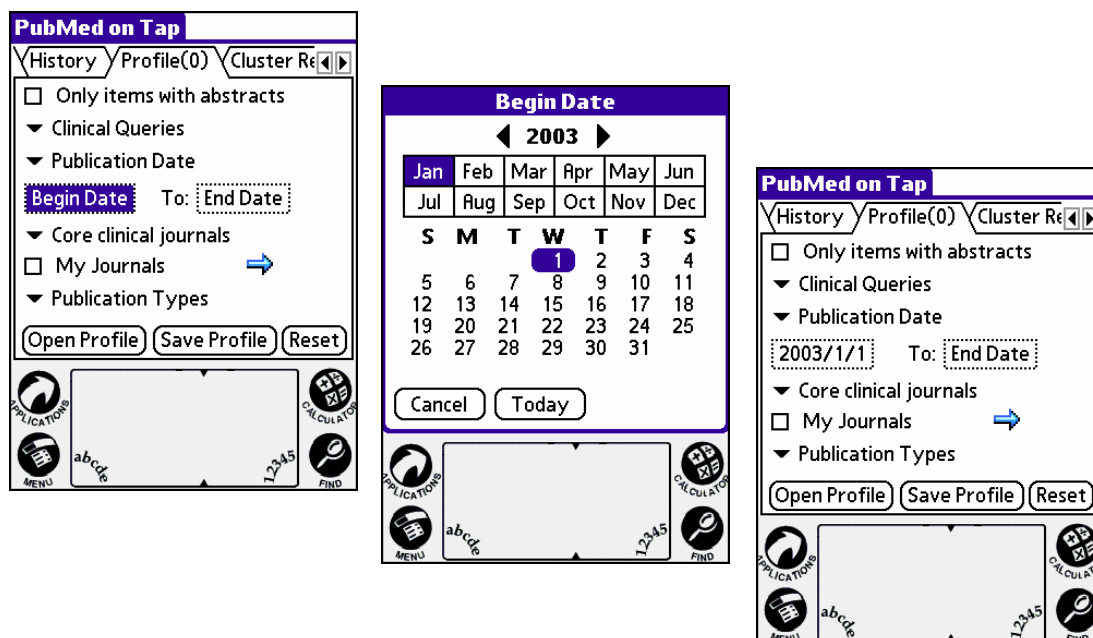 PubMed on Tap
History Profile(0) Cluster Re
Only items with abstracts
Clinical Queries
Publication Date
Begin Date To: End Date
Core clinical journals
My Journals
Publication Types
Open Profile Save Profile Reset
APPLICATIONS CALCULATOR
MENU abcde 12345 FIND
Begin Date
2003
Jan Feb Mar Apr May Jun
Jul Aug Sep Oct Nov Dec
S M T W T F S
1 2 3 4
5 6 7 8 9 10 11
12 13 14 15 16 17 18
19 20 21 22 23 24 25
26 27 28 29 30 31
Cancel Today
APPLICATIONS CALCULATOR
MENU abcde 12345 FIND
PubMed on Tap
History Profile(0) Cluster Re
Only items with abstracts
Clinical Queries
Publication Date
2003/1/1 To: End Date
Core clinical journals
My Journals
Publication Types
Open Profile Save Profile Reset
APPLICATIONS CALCULAT
MENU abcde 12345 FIND